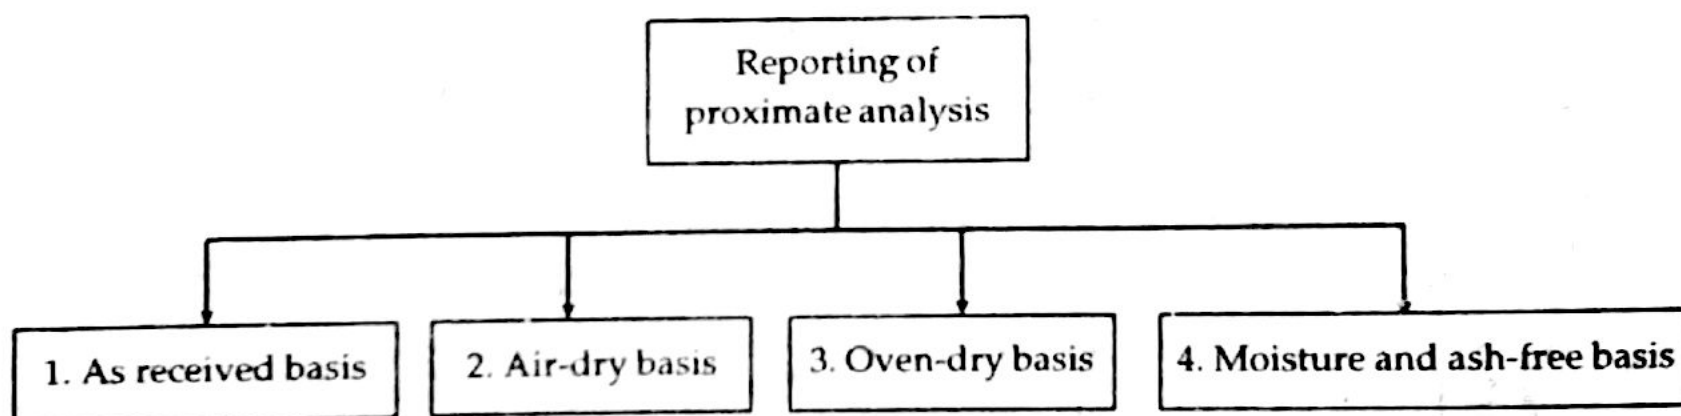 Reporting of
proximate analysis
1. As received basis
2. Air-dry basis
3. Oven-dry basis
4. Moisture and ash-free basis